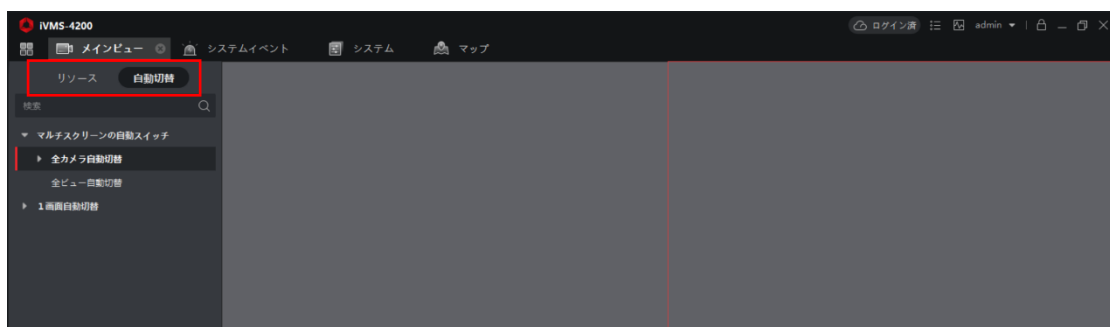 iVMS-4200 ログイン済 admin
メインビュー システムイベント システム マップ
リソース 自動切替
検索
マルチスクリーンの自動スイッチ
全カメラ自動切替
全ビュー自動切替
1画面自動切替